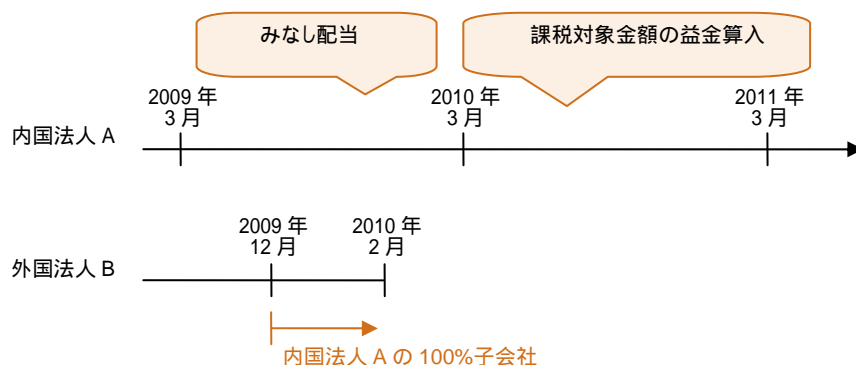 みなし配当
課税対象金額の益金算入
2009 年
3 月
2010 年
3 月
2011 年
3 月
内国法人 A
2009 年
12 月
2010 年
2 月
外国法人 B
内国法人 A の 100%子会社